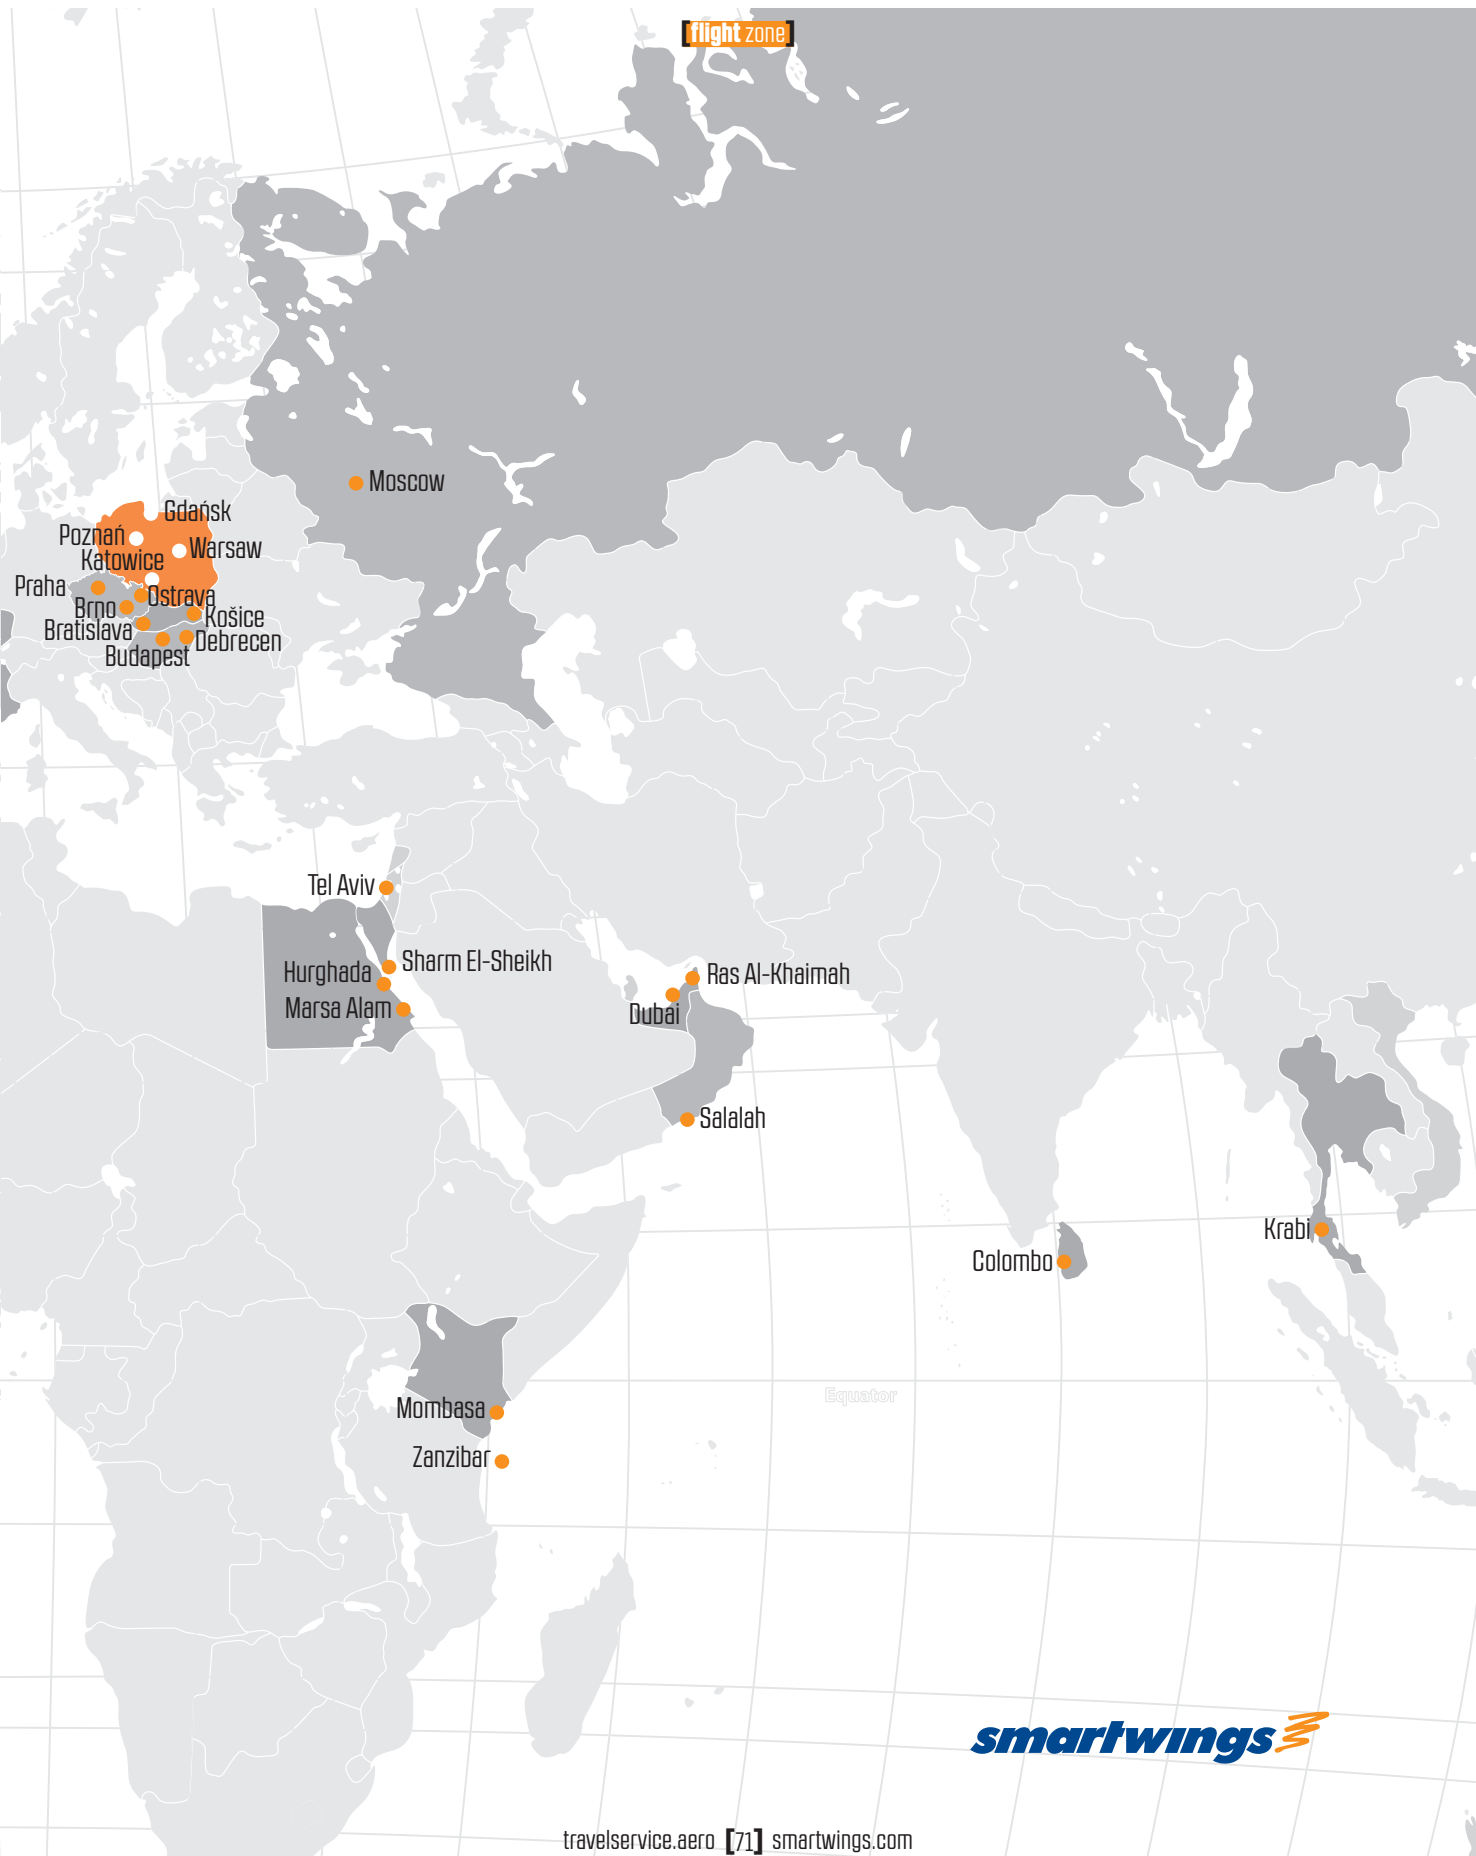 [flight zone]
Moscow
Gdańsk
Poznań
Warsaw
Katowice
Praha
Ostrava
Brno
Košice
Bratislava
Debrecen
Budapest
Tel Aviv
Sharm El-Sheikh
Hurghada
Ras Al-Khaimah
Marsa Alam
Dubai
Salalah
Krabi
Colombo
Equator
Mombasa
Zanzibar
smartwings
travelservice.aero [71] smartwings.com